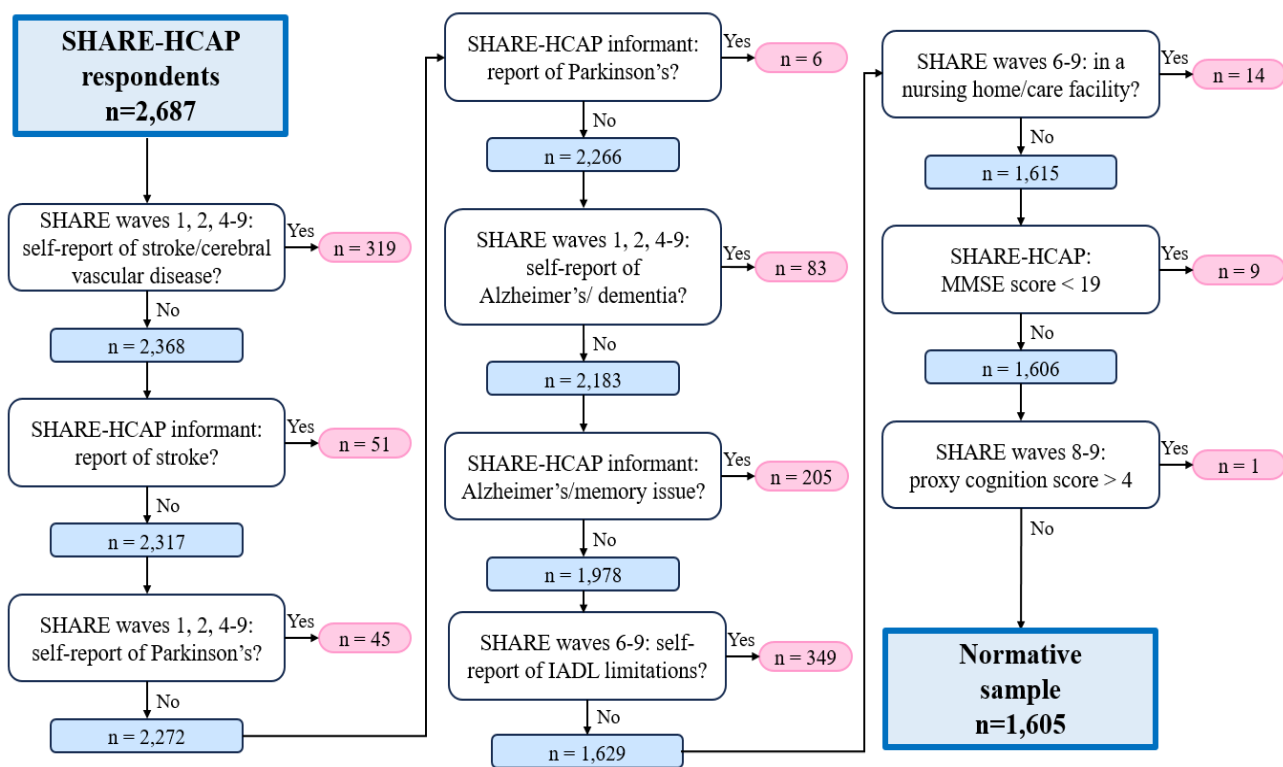 SHARE-HCAP
respondents
n=2,687
SHARE waves 1, 2, 4-9:
self-report of stroke/cerebral
vascular disease?
Yes
n = 319
No
n = 2,368
SHARE-HCAP informant:
report of stroke?
Yes
n = 51
No
n = 2,317
SHARE waves 1, 2, 4-9:
self-report of Parkinson's?
Yes
n = 45
No
n = 2,272
SHARE-HCAP informant:
report of Parkinson's?
Yes
n = 6
No
n = 2,266
SHARE waves 1, 2, 4-9:
self-report of
Alzheimer's/ dementia?
Yes
n = 83
No
n = 2,183
SHARE-HCAP informant:
Alzheimer's/memory issue?
Yes
n = 205
No
n = 1,978
SHARE waves 6-9: self-
report of IADL limitations?
Yes
n = 349
No
n = 1,629
SHARE waves 6-9: in a
nursing home/care facility?
Yes
n = 14
No
n = 1,615
SHARE-HCAP:
MMSE score < 19
Yes
n = 9
No
n = 1,606
SHARE waves 8-9:
proxy cognition score > 4
Yes
n = 1
No
Normative
sample
n=1,605